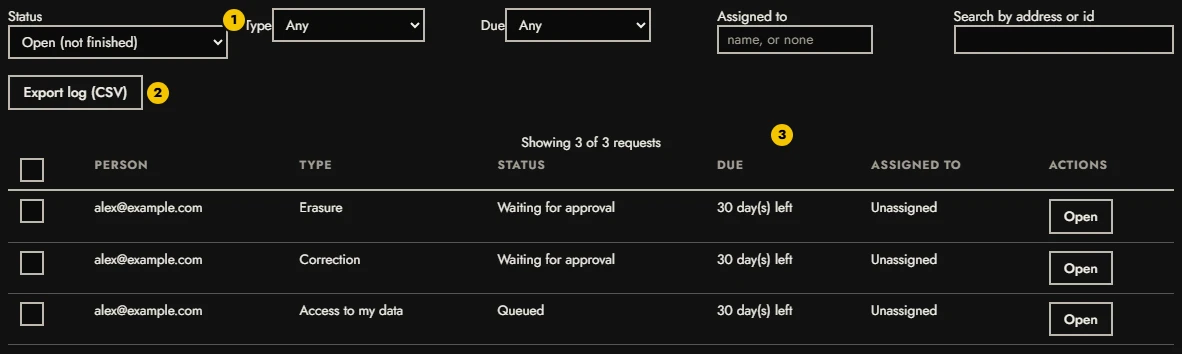 Status
1
Type
Any
Due
Any
Assigned to
Search by address or id
Open (not finished)
name, or none
Export log (CSV)
2
3
Showing 3 of 3 requests
PERSON TYPE STATUS DUE ASSIGNED TO ACTIONS
alex@example.com Erasure Waiting for approval 30 day(s) left Unassigned Open
alex@example.com Correction Waiting for approval 30 day(s) left Unassigned Open
alex@example.com Access to my data Queued 30 day(s) left Unassigned Open